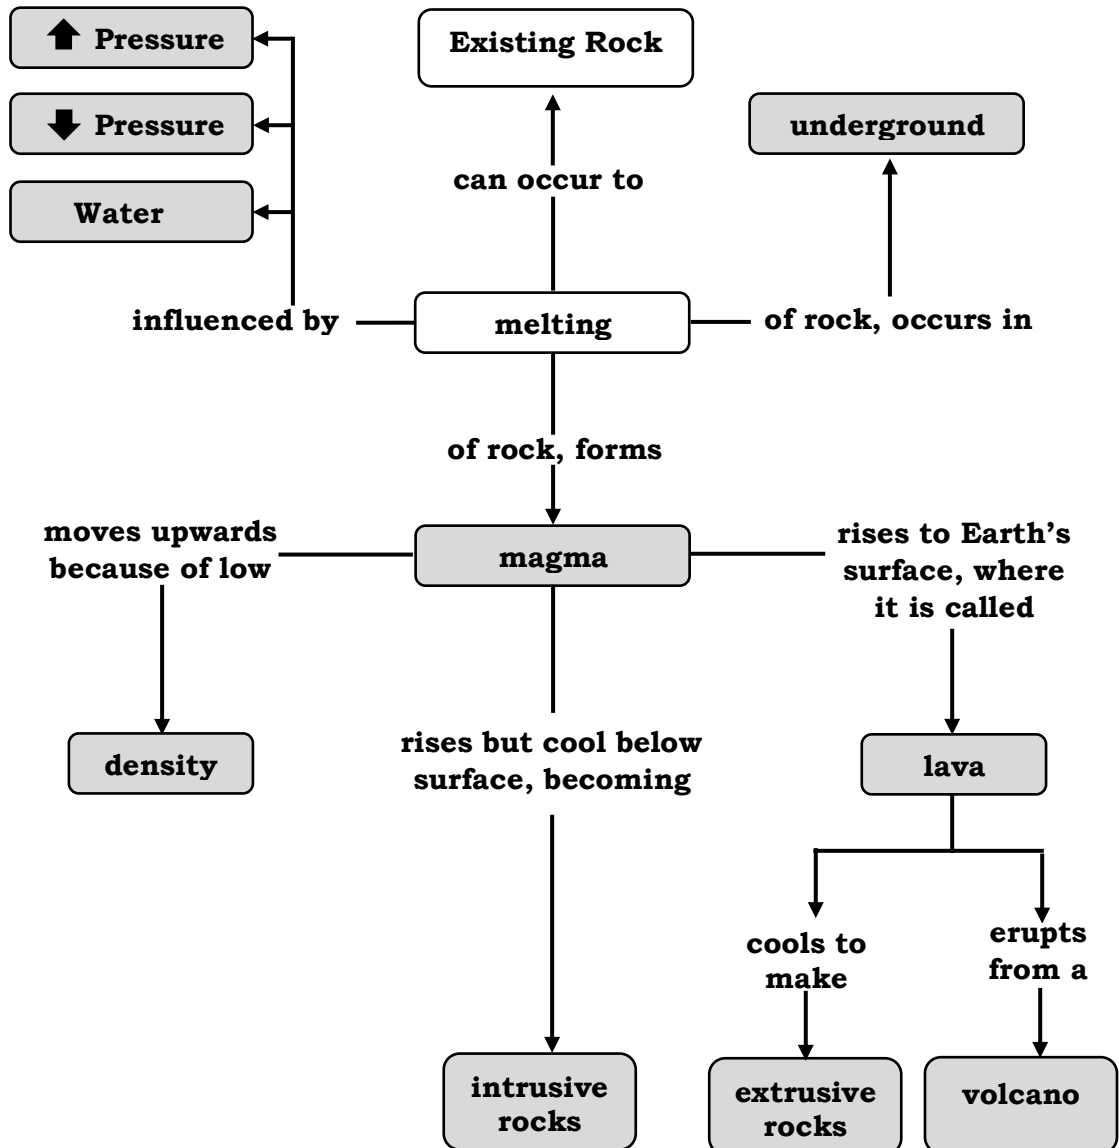 Pressure
Existing Rock
Pressure
underground
can occur to
Water
influenced by
melting
of rock, occurs in
of rock, forms
moves upwards
because of low
magma
rises to Earth’s
surface, where
it is called
density
rises but cool below
surface, becoming
lava
cools to
make
erupts
from a
intrusive
rocks
extrusive
rocks
volcano